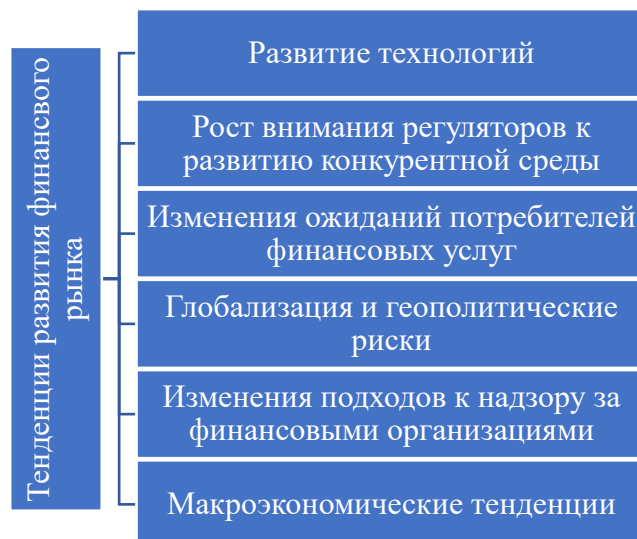 Тенденции развития финансвого
рынка
Развитие технологий
Рост внимания регуляторов к
развитию конкурентной среды
Изменения ожиданий потребителей
финансовых услуг
Глобализация и геополитические
риски
Изменения подходов к надзору за
финансовыми организациями
Макроэкономические тенденции